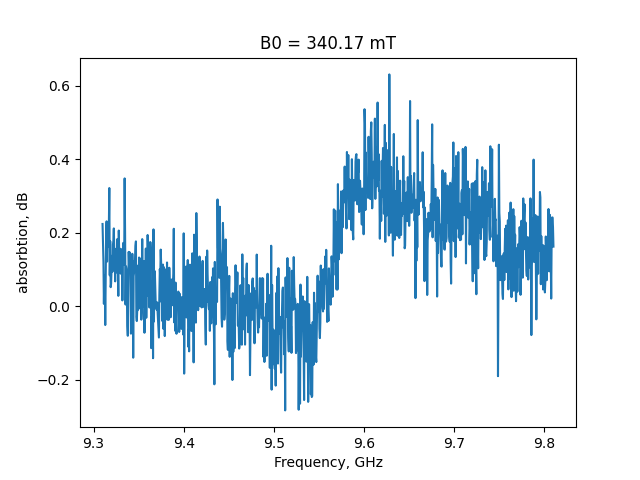 B0 = 340.17 mT
absorbtion, dB
0.6
0.4
0.2
0.0
−0.2
9.3 9.4 9.5 9.6 9.7 9.8
Frequency, GHz